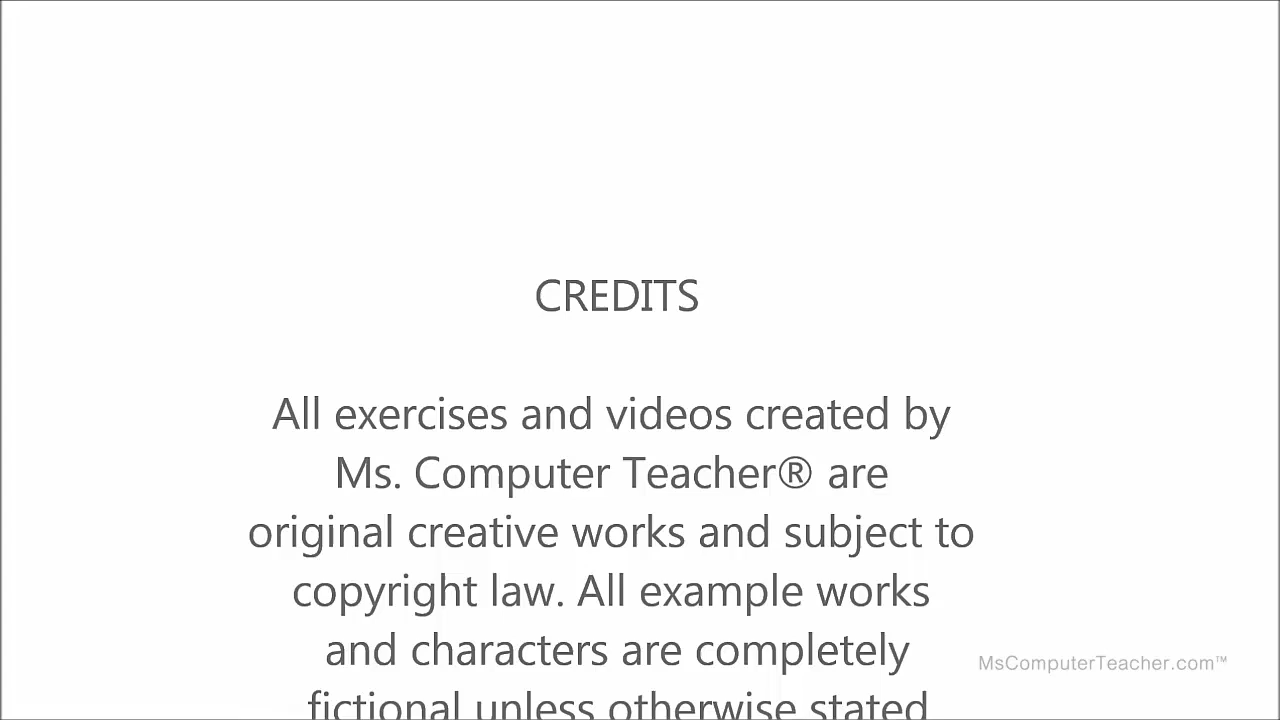 CREDITS
All exercises and videos created by
Ms. Computer Teacher® are
original creative works and subject to
copyright law. All example works
and characters are completely
MsComputerTeacher.com™
fictional unless otherwise stated